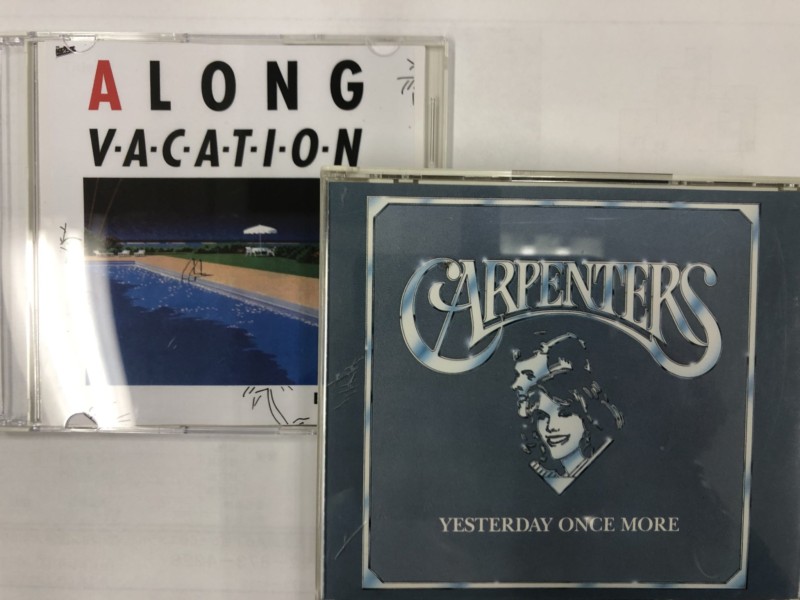 A LONG
V·A·C·A·T·I·O·N
CARPENTERS
YESTERDAY ONCE MORE